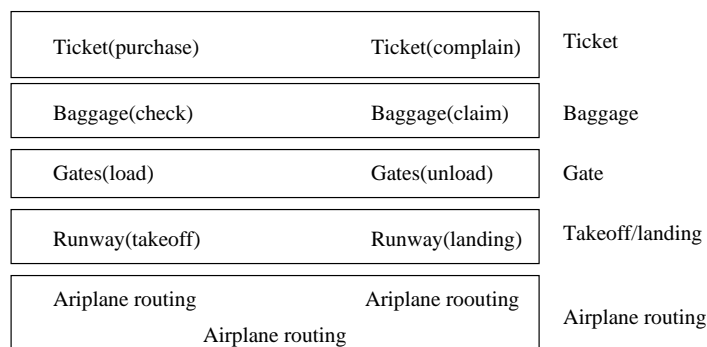 Ticket(purchase) Ticket(complain) Ticket
Baggage(check) Baggage(claim) Baggage
Gates(load) Gates(unload) Gate
Runway(takeoff) Runway(landing) Takeoff/landing
Ariplane routing Ariplane roouting
Airplane routing Airplane routing